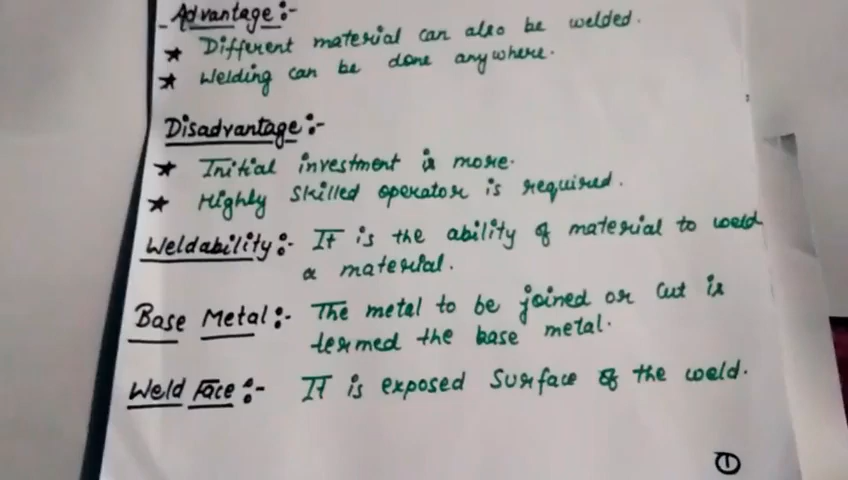 Advantage:-
★ Different material can also be welded.
★ Welding can be done anywhere.
Disadvantage:-
★ Initial investment is more.
★ Highly skilled operator is required.
Weldability:- It is the ability of material to weld
a material.
Base Metal:- The metal to be joined or cut is
termed the base metal.
Weld Face:- It is exposed surface of the weld.
1